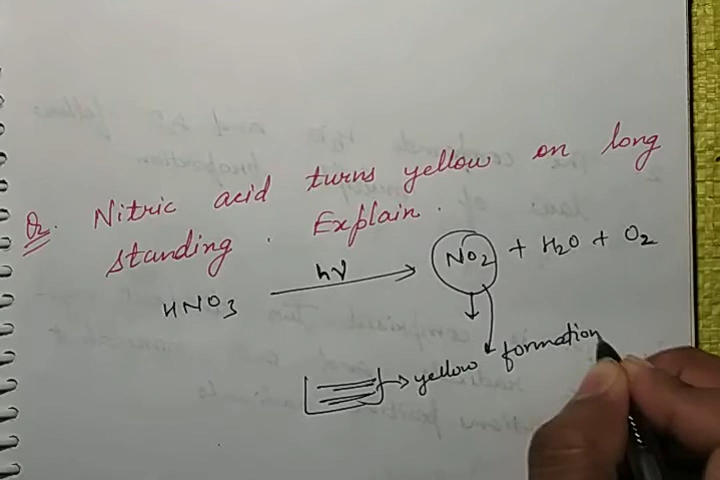 Q. Nitric acid turns yellow on long
standing. Explain.
HNO3 hν NO2 + H2O + O2
yellow formation